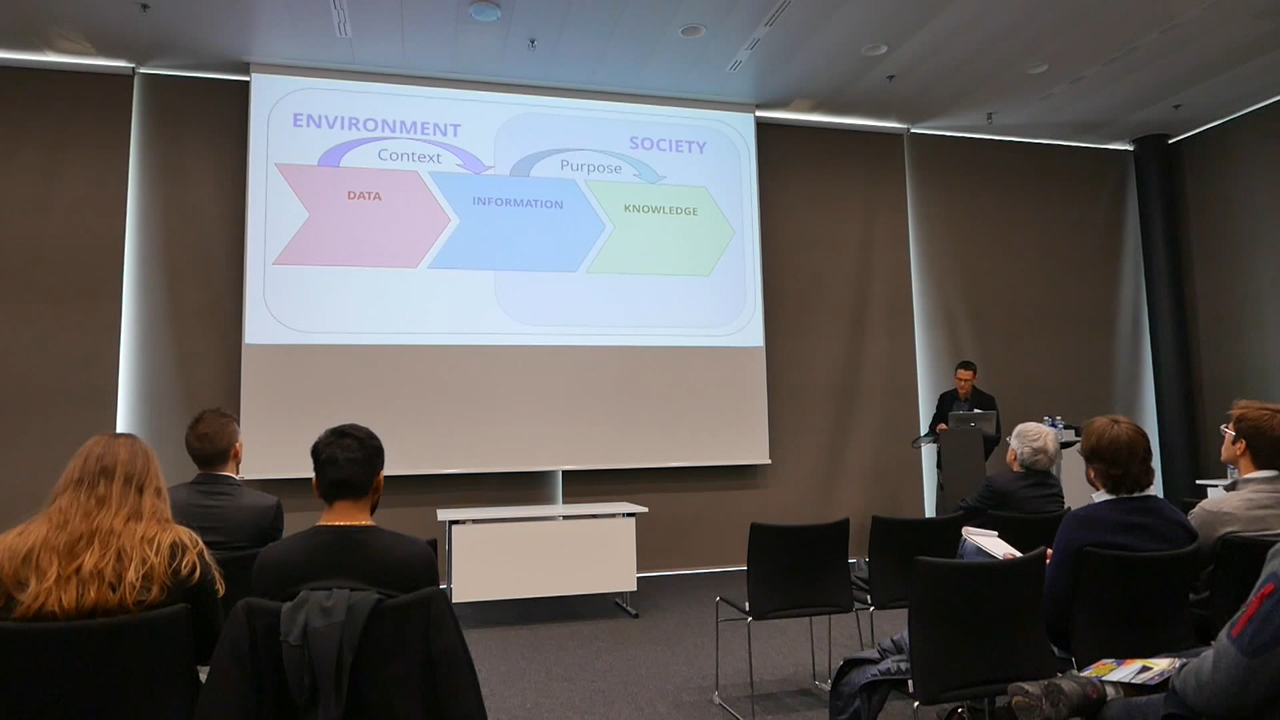 ENVIRONMENT
SOCIETY
Context
Purpose
DATA
INFORMATION
KNOWLEDGE